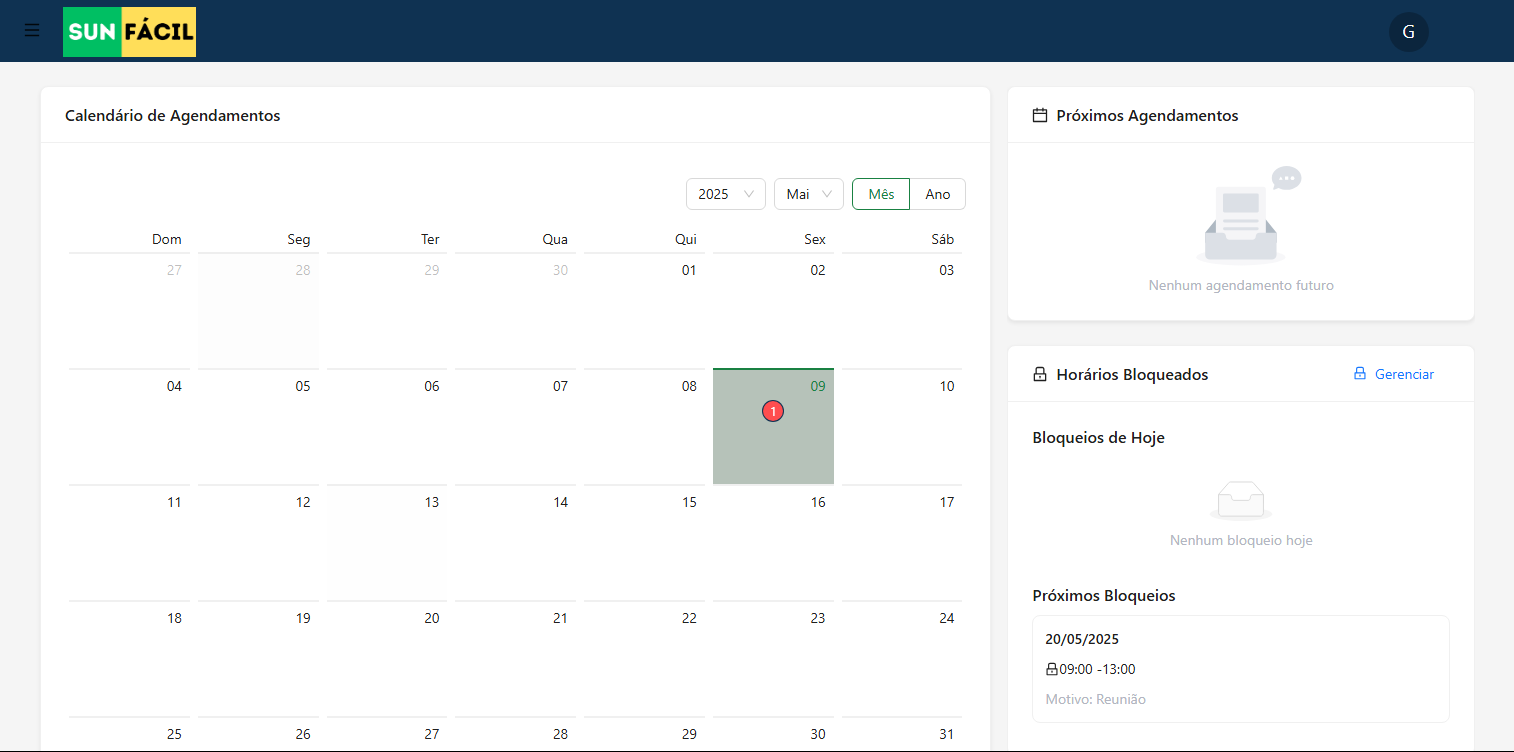 SUN FÁCIL
G
Calendário de Agendamentos
2025 Mai Mês Ano
Dom Seg Ter Qua Qui Sex Sáb
27 28 29 30 01 02 03
04 05 06 07 08 09 10
1
11 12 13 14 15 16 17
18 19 20 21 22 23 24
25 26 27 28 29 30 31
Próximos Agendamentos
Nenhum agendamento futuro
Horários Bloqueados Gerenciar
Bloqueios de Hoje
Nenhum bloqueio hoje
Próximos Bloqueios
20/05/2025
09:00 -13:00
Motivo: Reunião